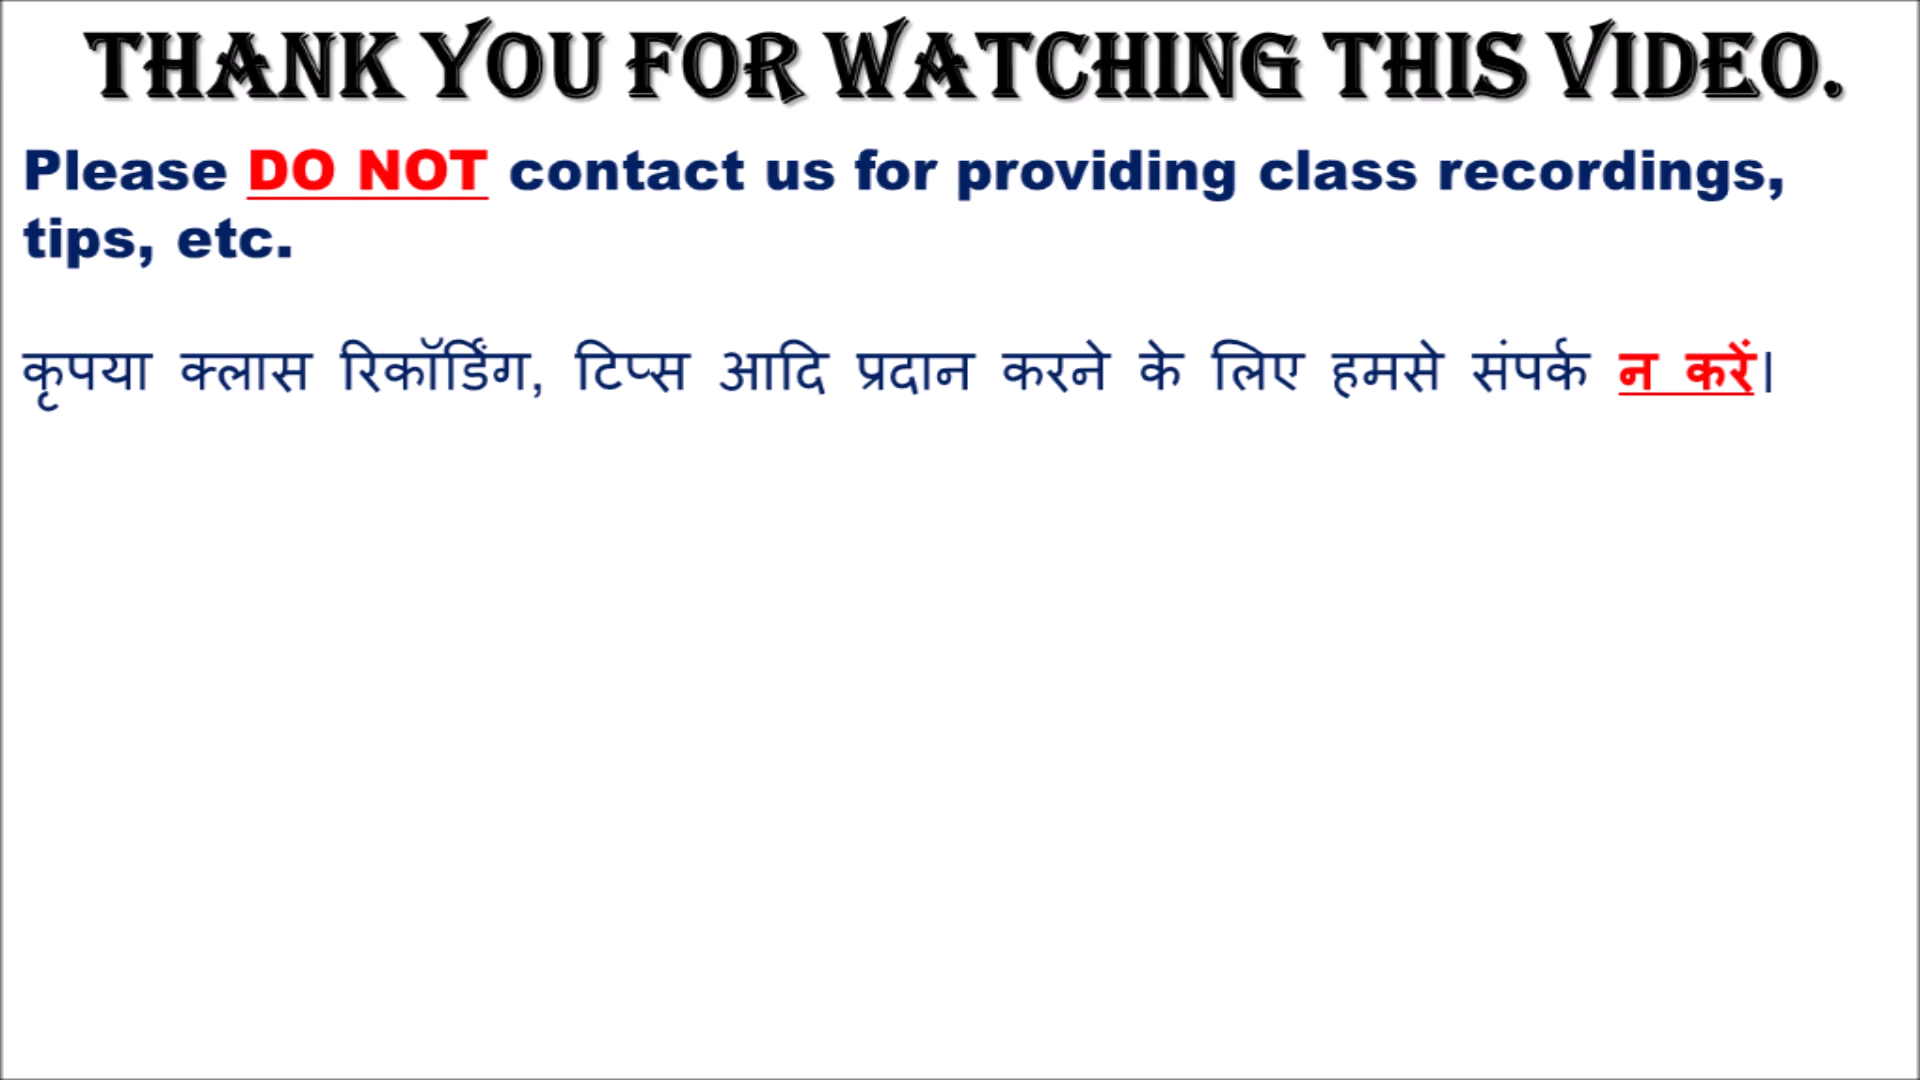 THANK YOU FOR WATCHING THIS VIDEO.
Please DO NOT contact us for providing class recordings,
tips, etc.
कृपया क्लास रिकॉर्डिंग, टिप्स आदि प्रदान करने के लिए हमसे संपर्क न करें।